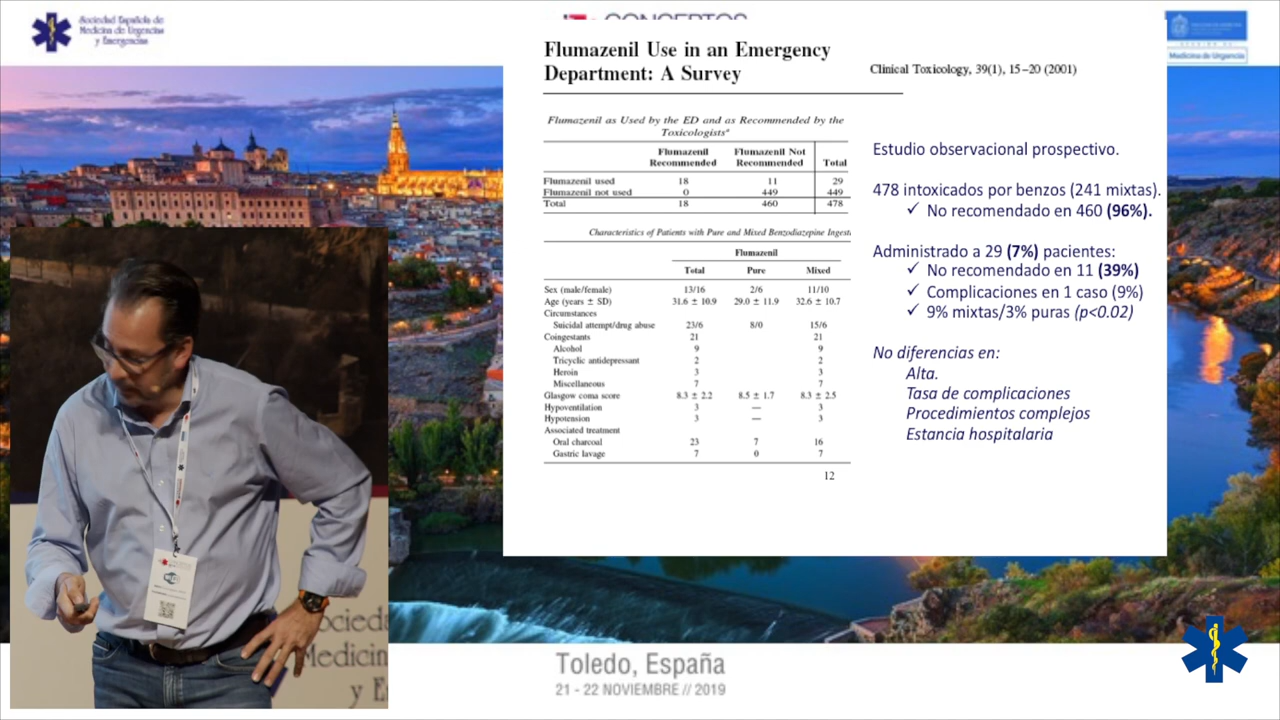 Sociedad Española de
Medicina de Urgencias
y Emergencias
CONCEPTOS
Medicina de Urgencia
Flumazenil Use in an Emergency
Department: A Survey
Clinical Toxicology, 39(1), 15–20 (2001)
Flumazenil as Used by the ED and as Recommended by the
Toxicologists^a
Flumazenil Recommended Flumazenil Not Recommended Total
Flumazenil used 18 11 29
Flumazenil not used 0 449 449
Total 18 460 478
Characteristics of Patients with Pure and Mixed Benzodiazepine Ingest
Flumazenil
Total Pure Mixed
Sex (male/female) 13/16 2/6 11/10
Age (years ± SD) 31.6 ± 10.9 29.0 ± 11.9 32.6 ± 10.7
Circumstances
Suicidal attempt/drug abuse 23/6 8/0 15/6
Coingestants 21 21
Alcohol 9 9
Tricyclic antidepressant 2 2
Heroin 3 3
Miscellaneous 7 7
Glasgow coma score 8.3 ± 2.2 8.5 ± 1.7 8.3 ± 2.5
Hypoventilation 3 — 3
Hypotension 3 — 3
Associated treatment
Oral charcoal 23 7 16
Gastric lavage 7 0 7
12
Estudio observacional prospectivo.
478 intoxicados por benzos (241 mixtas).
✓ No recomendado en 460 (96%).
Administrado a 29 (7%) pacientes:
✓ No recomendado en 11 (39%)
✓ Complicaciones en 1 caso (9%)
✓ 9% mixtas/3% puras (p<0.02)
No diferencias en:
Alta.
Tasa de complicaciones
Procedimientos complejos
Estancia hospitalaria
ocied
Medicin
y E
Toledo, España
21 - 22 NOVIEMBRE // 2019